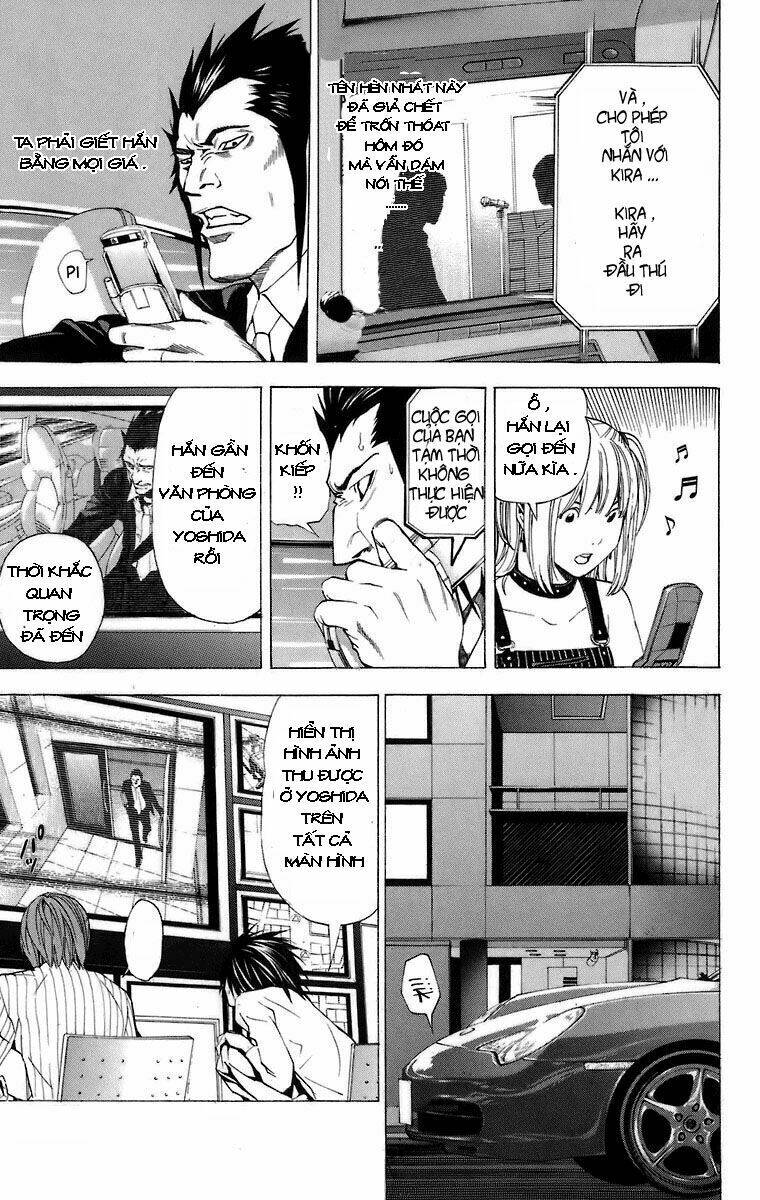 VÀ ,
CHO PHÉP
TÔI
NHẮN VỚI
KIRA ...
KIRA ,
HÃY
RA
ĐẦU THÚ
ĐI
TÊN HÈN NHÁT NÀY
ĐÃ GIẢ CHẾT
ĐỂ TRỐN THOÁT
HÔM ĐÓ
MÀ VẪN DÁM
NÓI THẾ
......
...
TA PHẢI GIẾT HẮN
BẰNG MỌI GIÁ .
PI
Ồ ,
HẮN LẠI
GỌI ĐẾN
NỮA KÌA .
CUỘC GỌI
CỦA BẠN
TẠM THỜI
KHÔNG
THỰC HIỆN
ĐƯỢC
KHỐN
KIẾP
!!
HẮN GẦN
ĐẾN
VĂN PHÒNG
CỦA
YOSHIDA
RỒI
THỜI KHẮC
QUAN
TRỌNG
ĐÃ ĐẾN
HIỂN THỊ
HÌNH ẢNH
THU ĐƯỢC
Ở YOSHIDA
TRÊN
TẤT CẢ
MÀN HÌNH